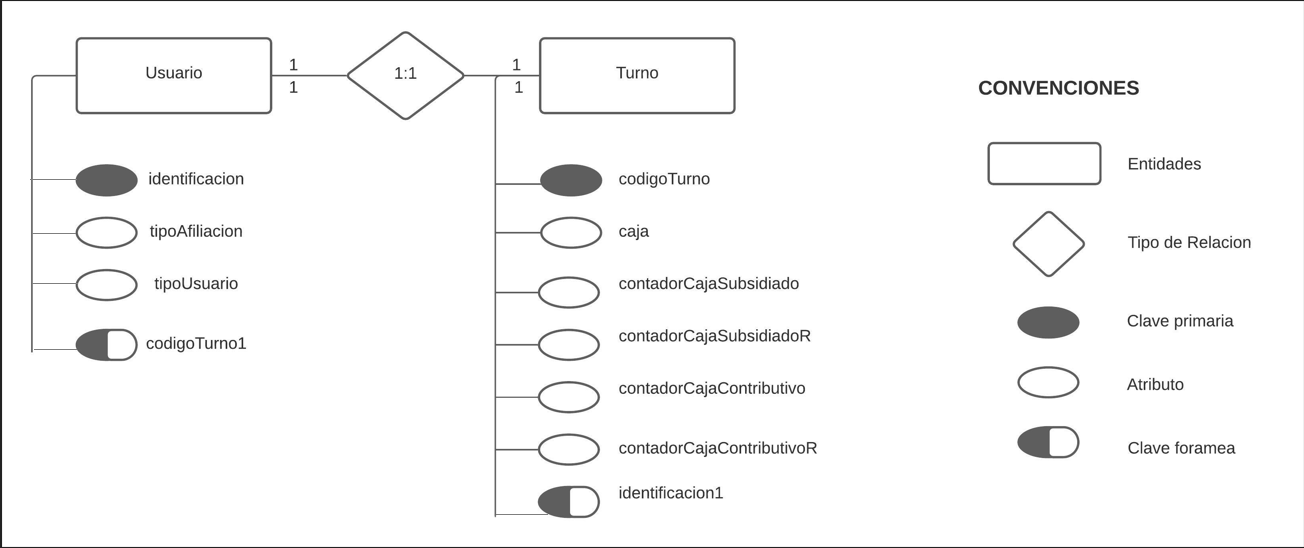 Usuario
1
1
1:1
1
1
Turno
identificacion
tipoAfiliacion
tipoUsuario
codigoTurno1
codigoTurno
caja
contadorCajaSubsidiado
contadorCajaSubsidiadoR
contadorCajaContributivo
contadorCajaContributivoR
identificacion1
CONVENCIONES
Entidades
Tipo de Relacion
Clave primaria
Atributo
Clave foramea